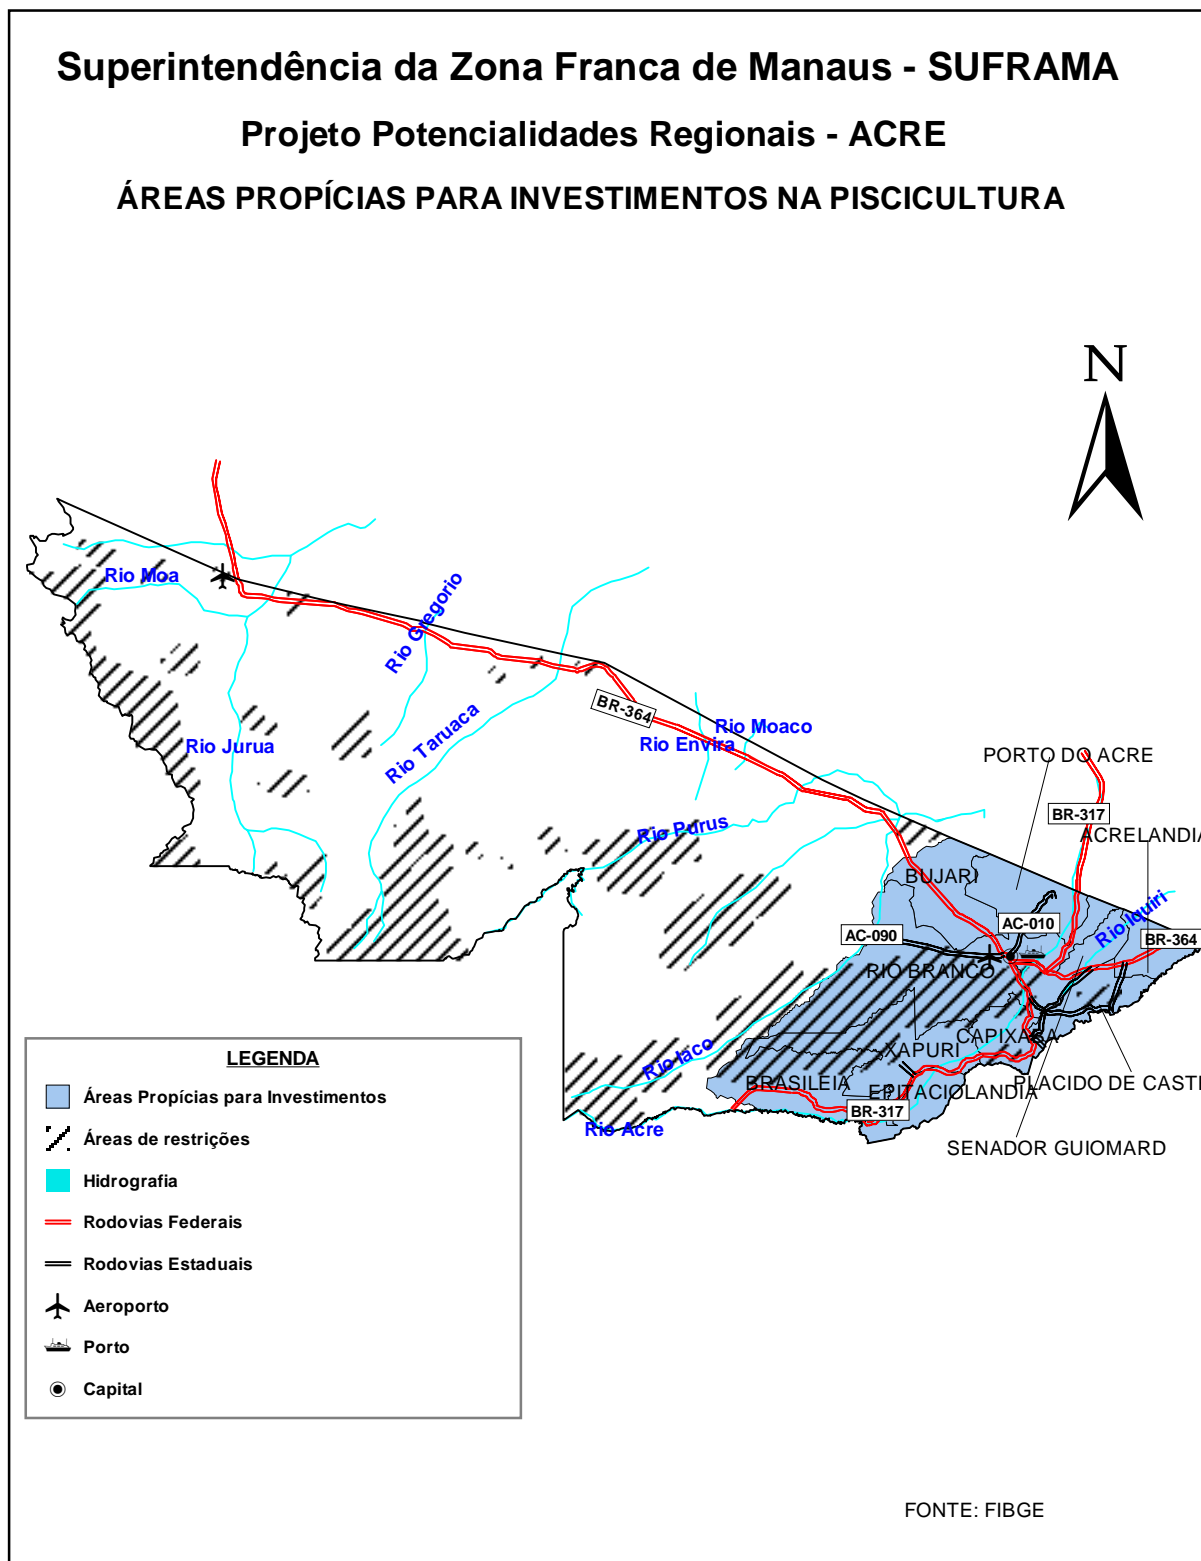 Superintendência da Zona Franca de Manaus - SUFRAMA
Projeto Potencialidades Regionais - ACRE
ÁREAS PROPÍCIAS PARA INVESTIMENTOS NA PISCICULTURA
N
Rio Moa
Rio Gregorio
Rio Jurua
Rio Taruaca
BR-364
Rio Moaco
Rio Envira
PORTO DO ACRE
BR-317
ACRELANDIA
Rio Purus
BUJARI
AC-010
Rio Iquiri
AC-090
BR-364
RIO BRANCO
CAPIXABA
XAPURI
Rio Iaco
BRASILEIA
EPITACIOLANDIA
PLACIDO DE CASTE
BR-317
Rio Acre
SENADOR GUIOMARD
LEGENDA
Áreas Propícias para Investimentos
Áreas de restrições
Hidrografia
Rodovias Federais
Rodovias Estaduais
Aeroporto
Porto
Capital
FONTE: FIBGE